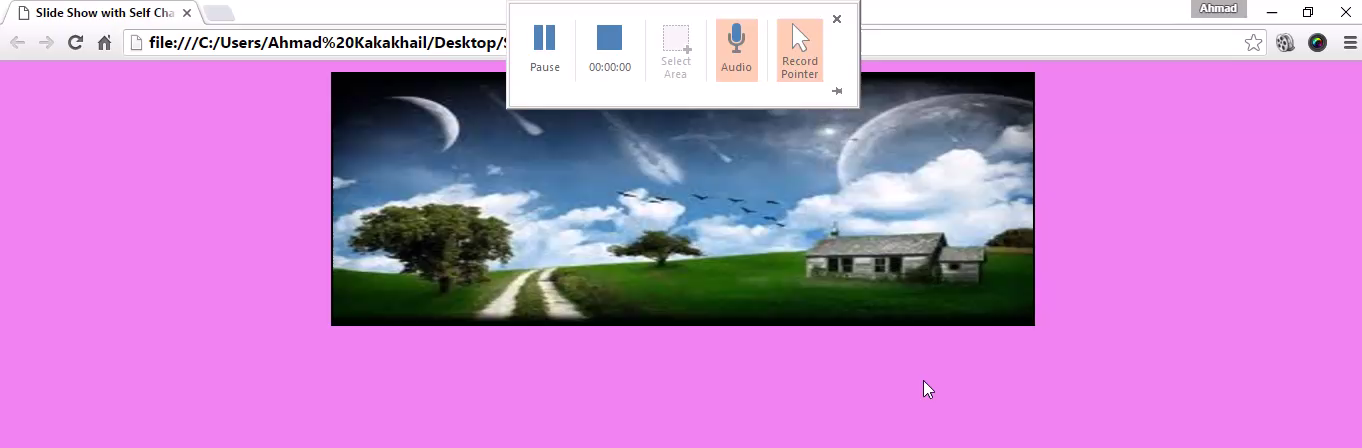 Slide Show with Self Cha
Ahmad
file:///C:/Users/Ahmad%20Kakakhail/Desktop/S
Pause
00:00:00
Select
Area
Audio
Record
Pointer